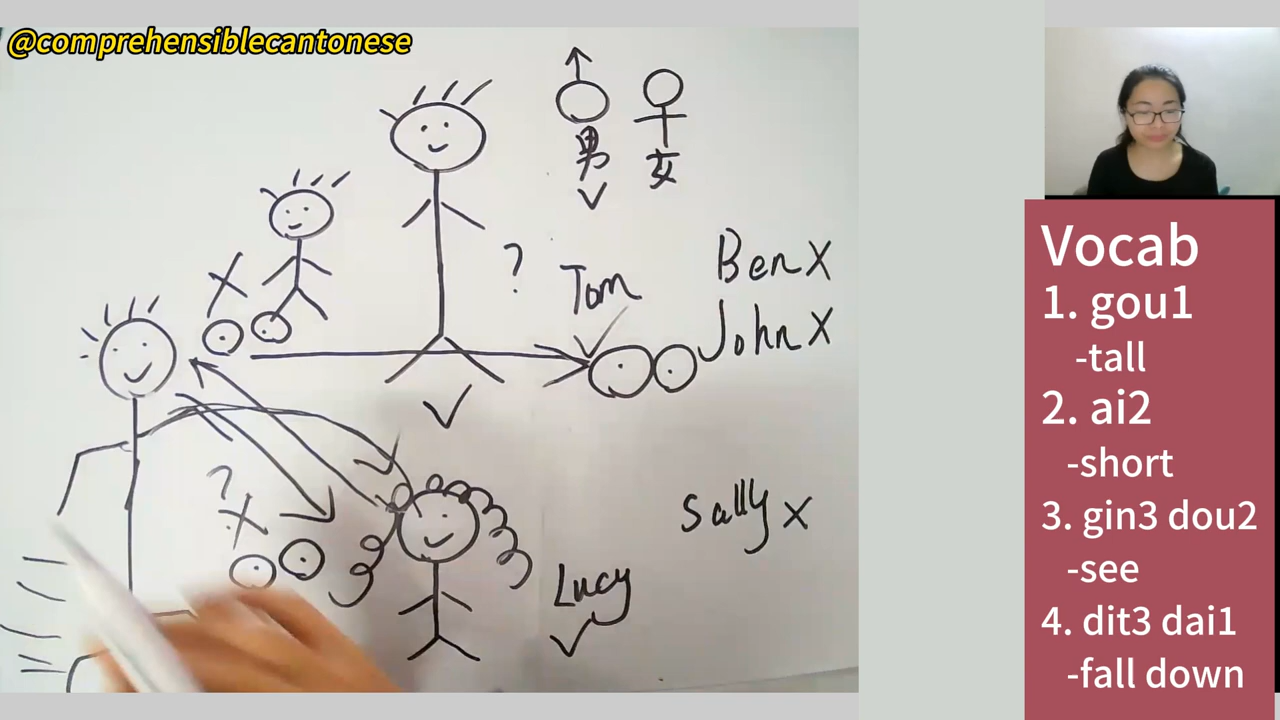 @comprehensiblecantonese
男 女
?
Tom
Ben X
John X
X
?
X
Sally X
Lucy
Vocab
1. gou1
-tall
2. ai2
-short
3. gin3 dou2
-see
4. dit3 dai1
-fall down